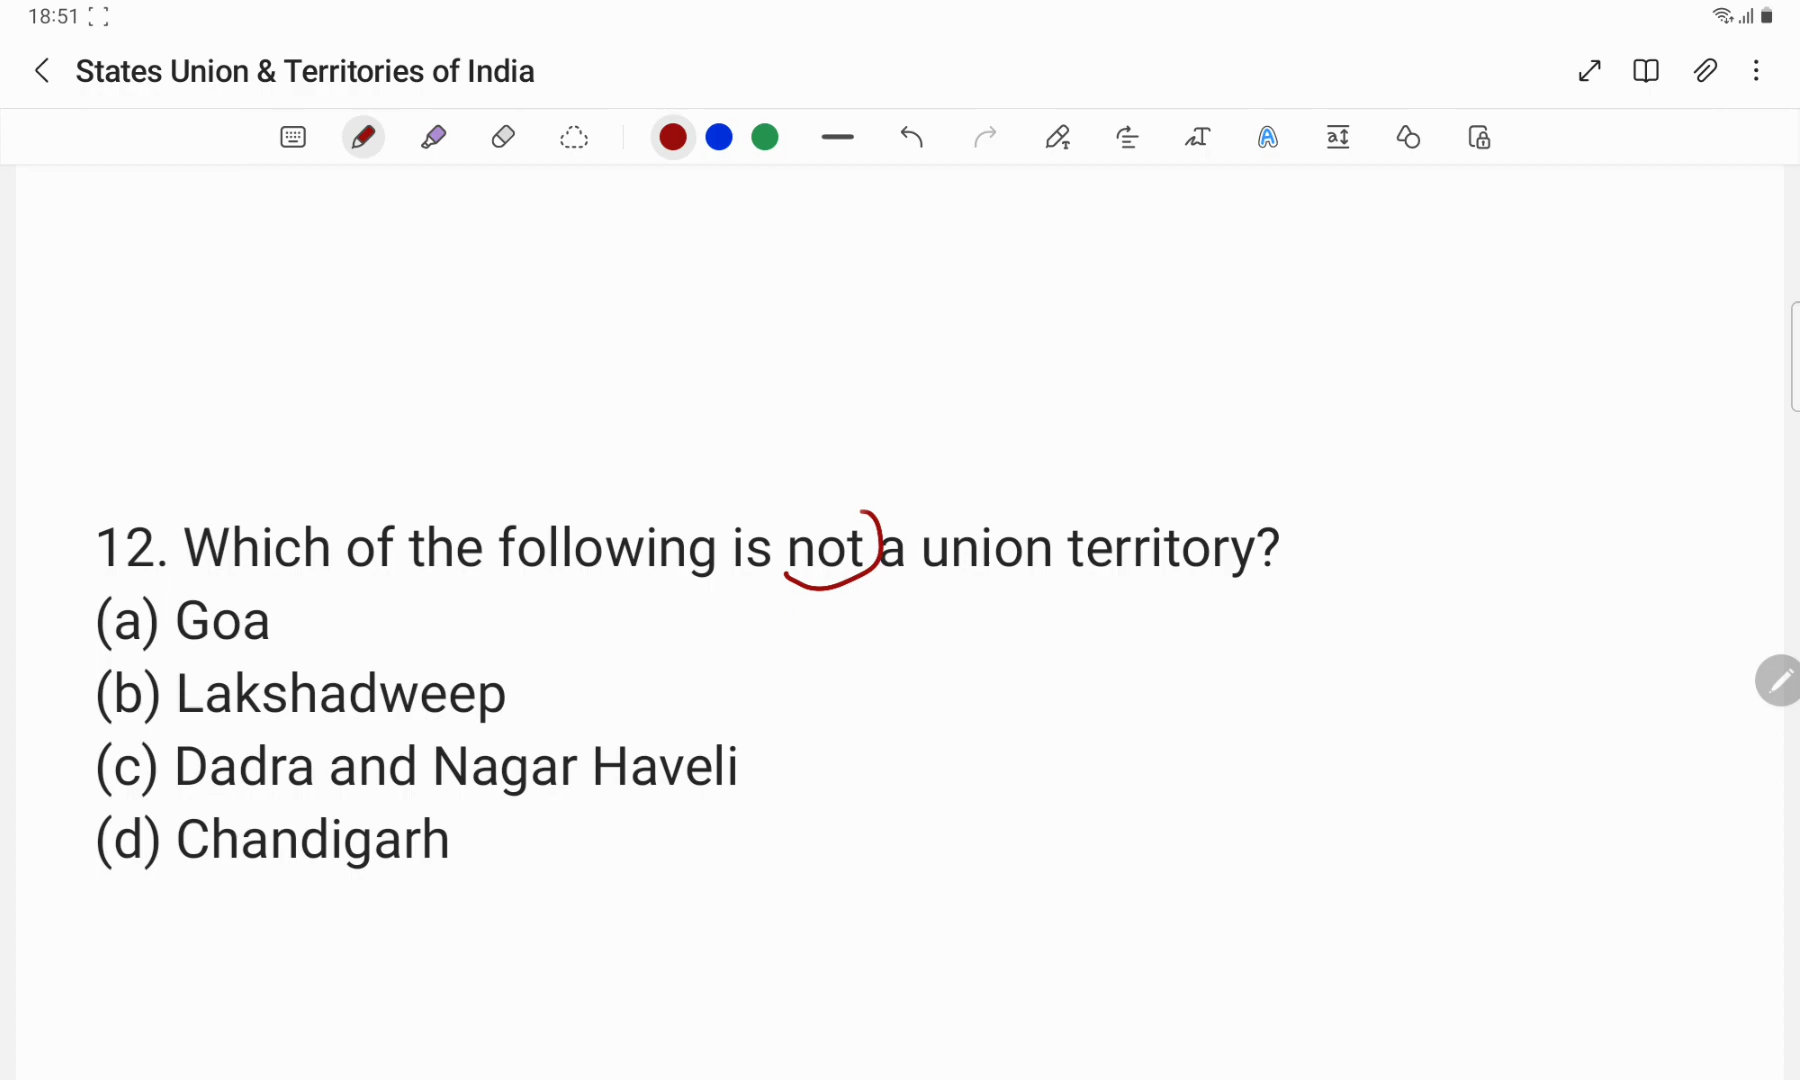 18:51
States Union & Territories of India
12. Which of the following is not a union territory?
(a) Goa
(b) Lakshadweep
(c) Dadra and Nagar Haveli
(d) Chandigarh